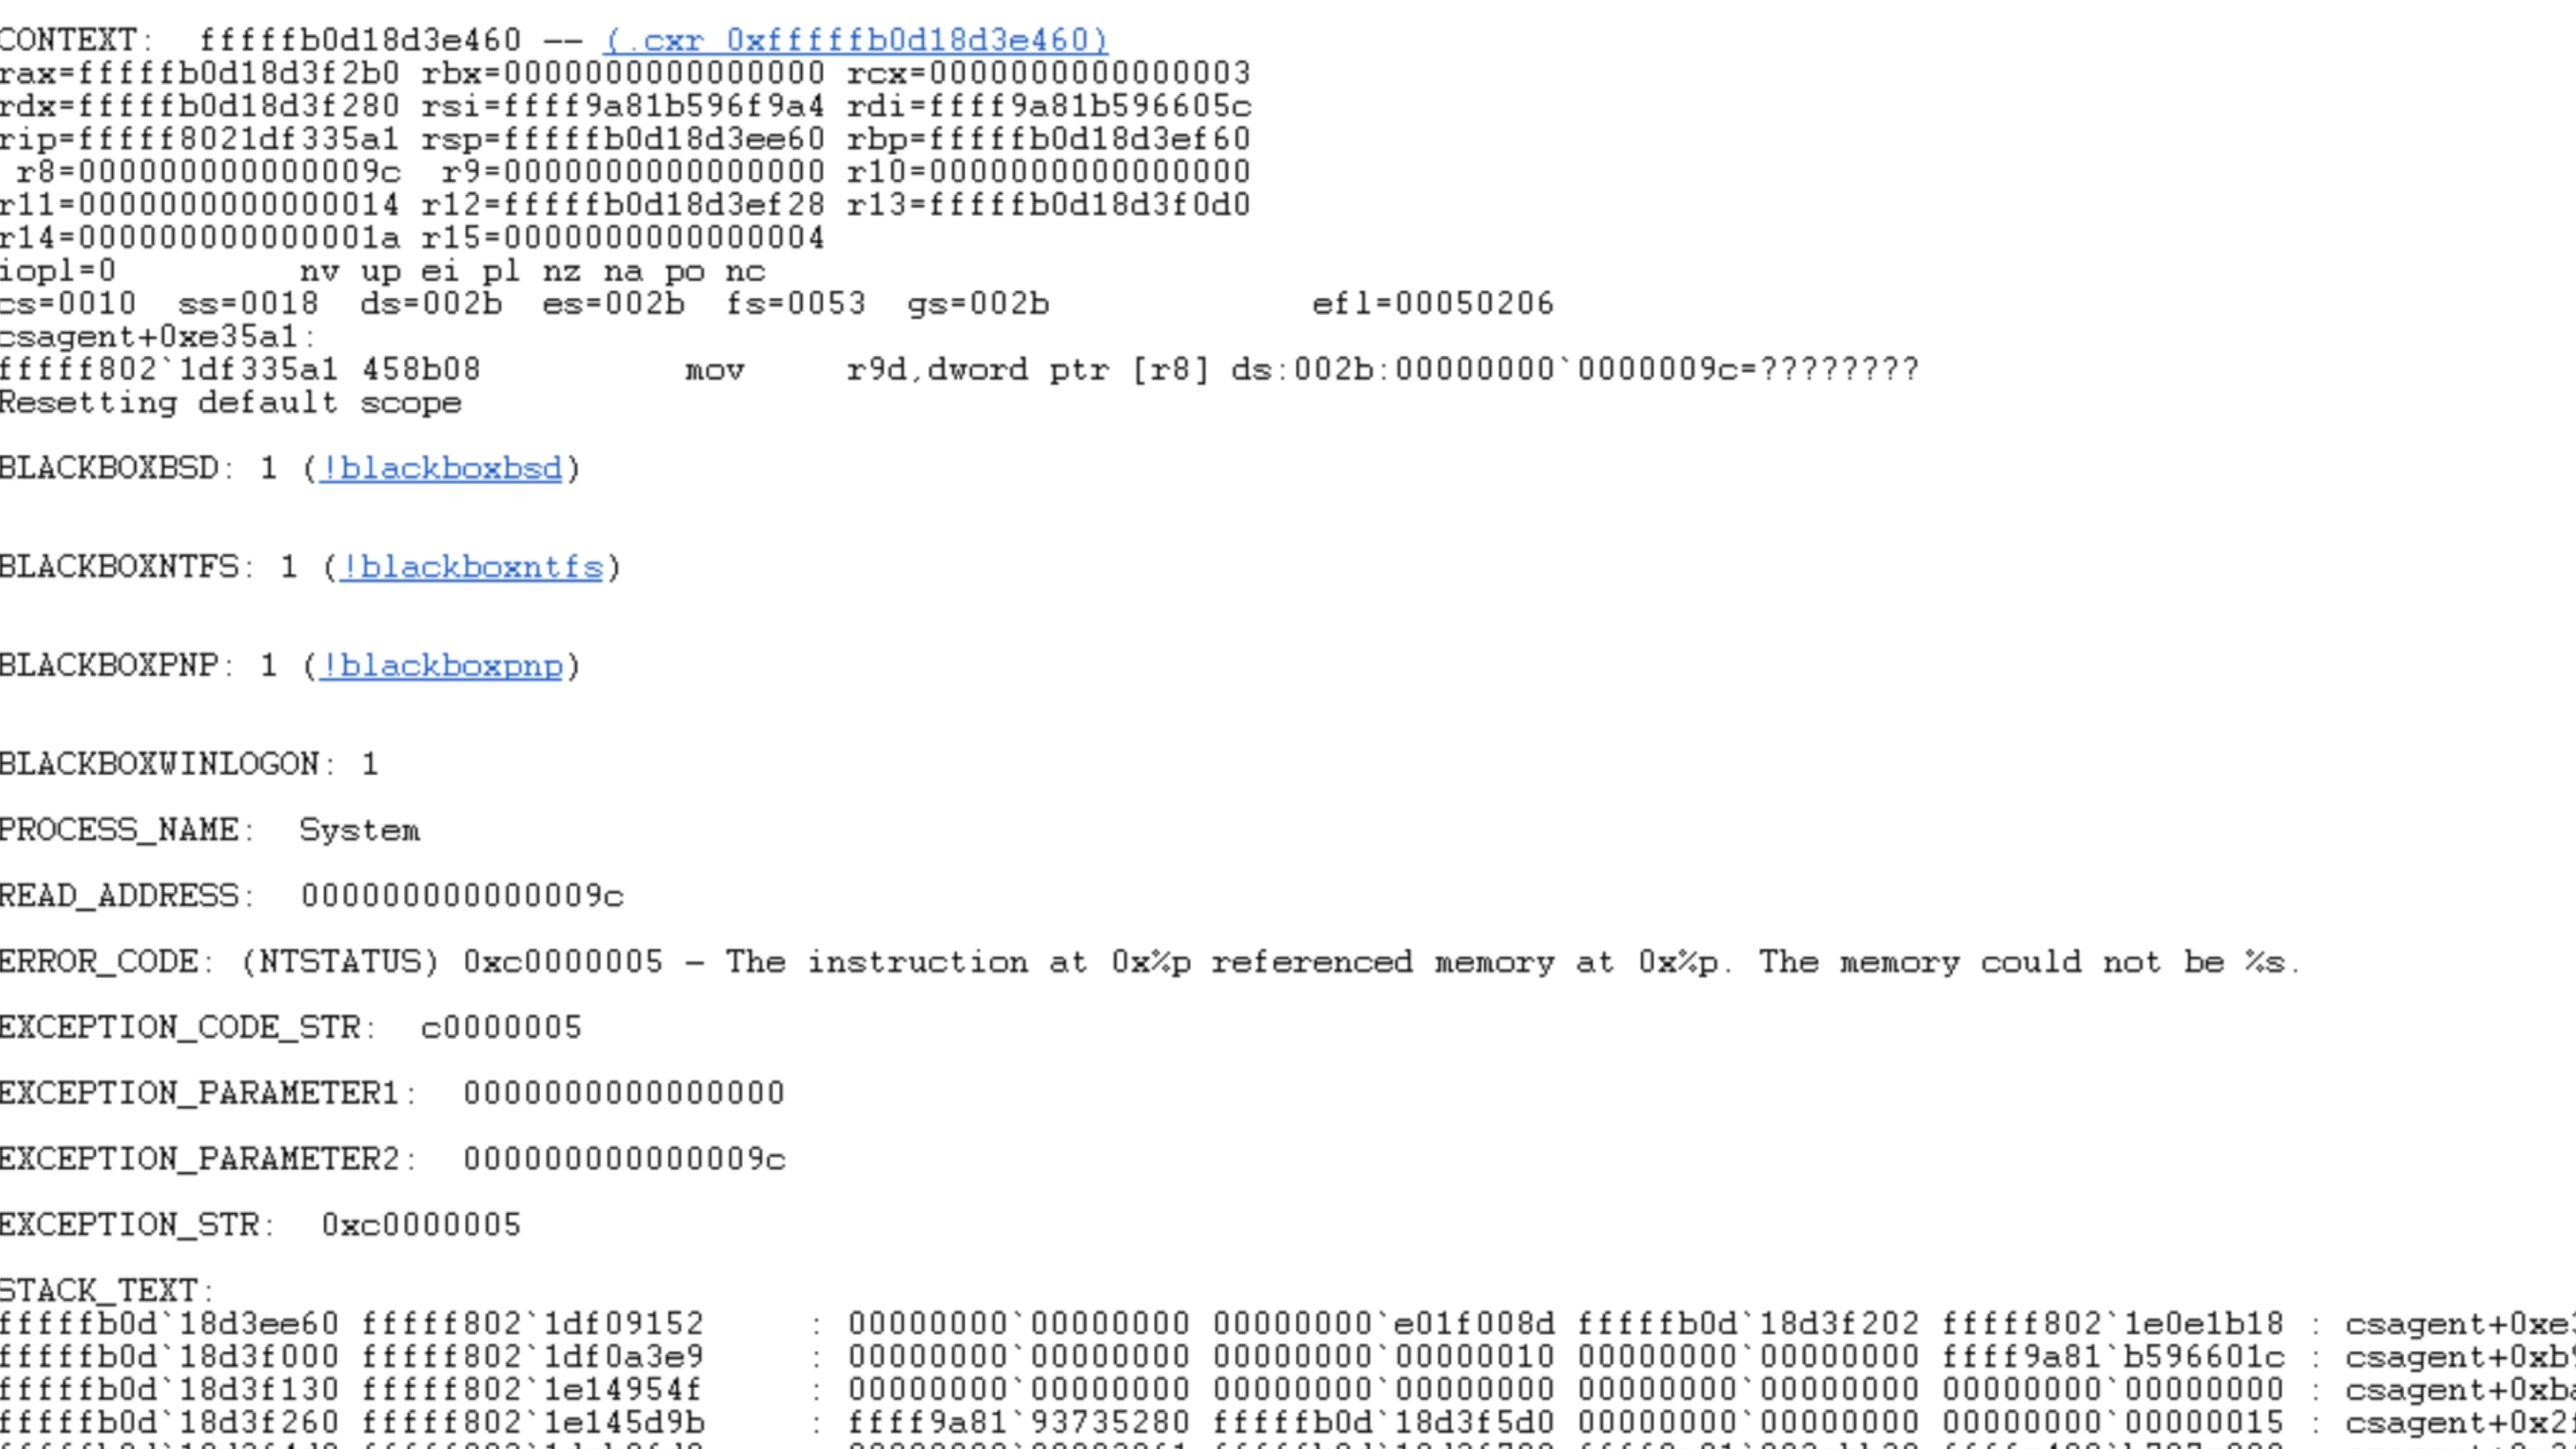 CONTEXT:  fffffb0d18d3e460 -- (.cxr 0xfffffb0d18d3e460)
rax=fffffb0d18d3f2b0 rbx=0000000000000000 rcx=0000000000000003
rdx=fffffb0d18d3f280 rsi=ffff9a81b596f9a4 rdi=ffff9a81b596605c
rip=fffff8021df335a1 rsp=fffffb0d18d3ee60 rbp=fffffb0d18d3ef60
 r8=000000000000009c  r9=0000000000000000 r10=0000000000000000
r11=0000000000000014 r12=fffffb0d18d3ef28 r13=fffffb0d18d3f0d0
r14=000000000000001a r15=0000000000000004
iopl=0         nv up ei pl nz na po nc
cs=0010  ss=0018  ds=002b  es=002b  fs=0053  gs=002b             efl=00050206
csagent+0xe35a1:
fffff802`1df335a1 458b08          mov     r9d,dword ptr [r8] ds:002b:00000000`0000009c=????????
Resetting default scope
BLACKBOXBSD: 1 (!blackboxbsd)
BLACKBOXNTFS: 1 (!blackboxntfs)
BLACKBOXPNP: 1 (!blackboxpnp)
BLACKBOXWINLOGON: 1
PROCESS_NAME:  System
READ_ADDRESS:  000000000000009c
ERROR_CODE: (NTSTATUS) 0xc0000005 - The instruction at 0x%p referenced memory at 0x%p. The memory could not be %s.
EXCEPTION_CODE_STR:  c0000005
EXCEPTION_PARAMETER1:  0000000000000000
EXCEPTION_PARAMETER2:  000000000000009c
EXCEPTION_STR:  0xc0000005
STACK_TEXT:
fffffb0d`18d3ee60 fffff802`1df09152     : 00000000`00000000 00000000`e01f008d fffffb0d`18d3f202 fffff802`1e0e1b18 : csagent+0xe3
fffffb0d`18d3f000 fffff802`1df0a3e9     : 00000000`00000000 00000000`00000010 00000000`00000000 ffff9a81`b596601c : csagent+0xb9
fffffb0d`18d3f130 fffff802`1e14954f     : 00000000`00000000 00000000`00000000 00000000`00000000 00000000`00000000 : csagent+0xba
fffffb0d`18d3f260 fffff802`1e145d9b     : ffff9a81`93735280 fffffb0d`18d3f5d0 00000000`00000000 00000000`00000015 : csagent+0x2